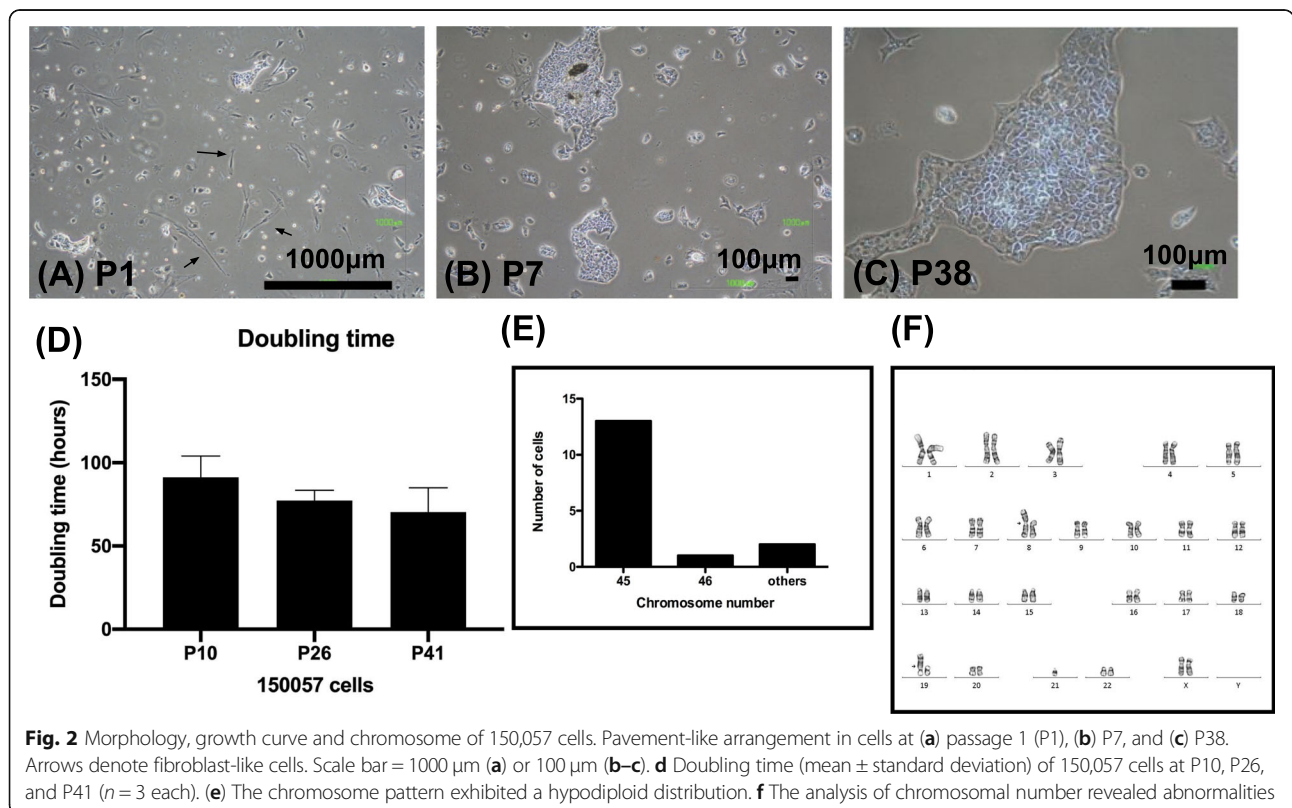 1000μm
1000μm
(A) P1
1000μm
100μm
1000μm
(B) P7
100μm
(C) P38
(D)
Doubling time
150
100
50
0
Doubling time (hours)
P10 P26 P41
150057 cells
(E)
15
10
5
0
Number of cells
45 46 others
Chromosome number
(F)
1 2 3 4 5
6 7 8 9 10 11 12
13 14 15 16 17 18
19 20 21 22 X Y
Fig. 2 Morphology, growth curve and chromosome of 150,057 cells. Pavement-like arrangement in cells at (a) passage 1 (P1), (b) P7, and (c) P38.
Arrows denote fibroblast-like cells. Scale bar = 1000 μm (a) or 100 μm (b–c). d Doubling time (mean ± standard deviation) of 150,057 cells at P10, P26,
and P41 (n = 3 each). (e) The chromosome pattern exhibited a hypodiploid distribution. f The analysis of chromosomal number revealed abnormalities